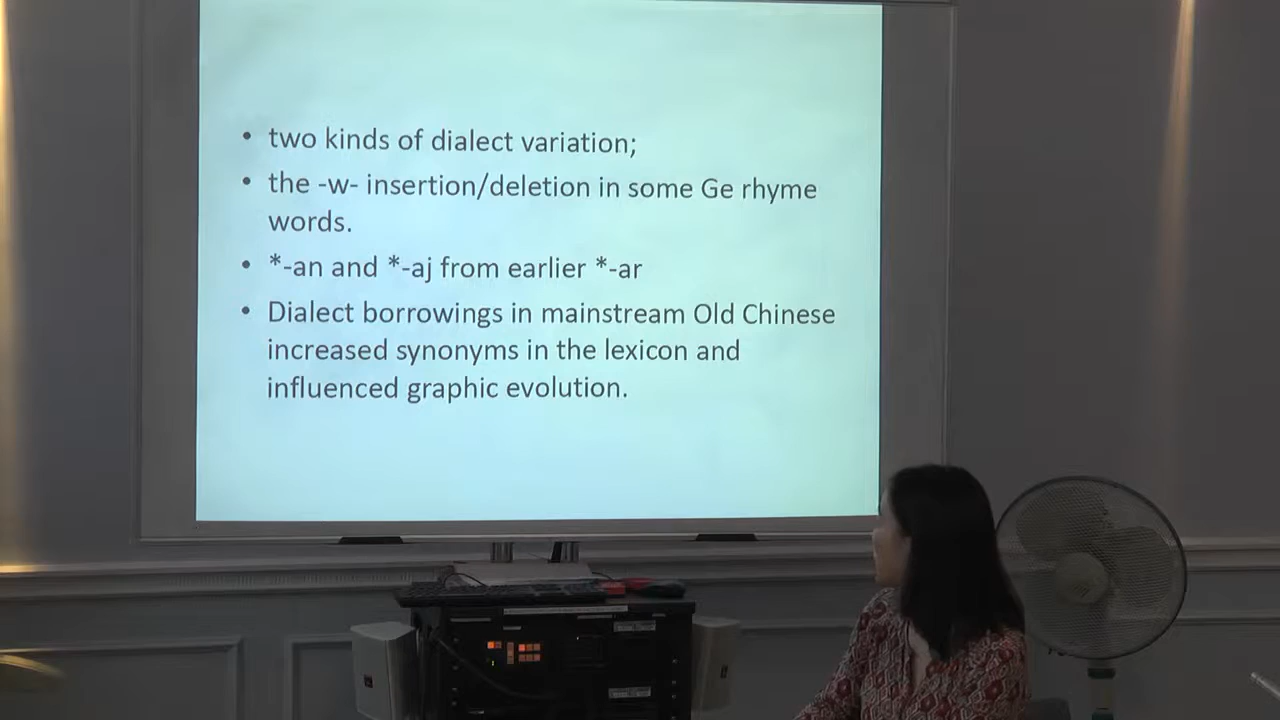 • two kinds of dialect variation;
• the -w- insertion/deletion in some Ge rhyme
words.
• *-an and *-aj from earlier *-ar
• Dialect borrowings in mainstream Old Chinese
increased synonyms in the lexicon and
influenced graphic evolution.